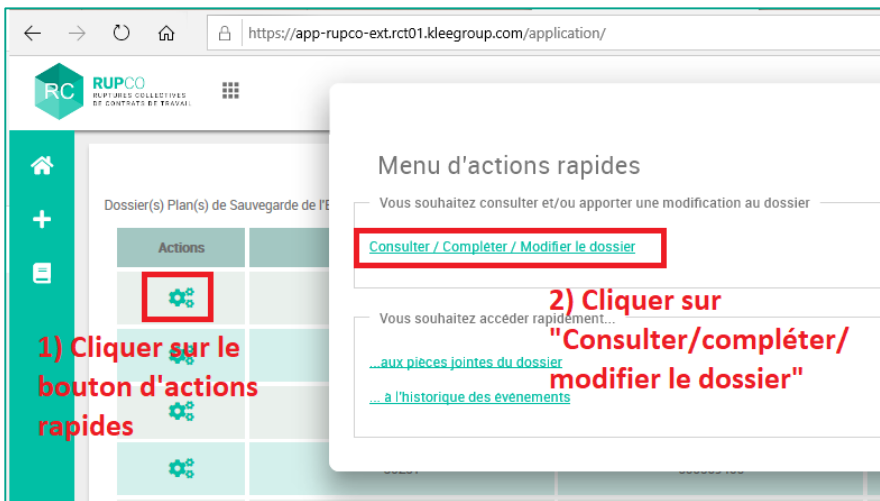 https://app-rupco-ext.rct01.kleegroup.com/application/
RC
RUPCO
RUPTURES COLLECTIVES
DE CONTRATS DE TRAVAIL
Menu d'actions rapides
Dossier(s) Plan(s) de Sauvegarde de l'E
Vous souhaitez consulter et/ou apporter une modification au dossier
Actions
Consulter / Compléter / Modifier le dossier
1) Cliquer sur le
bouton d'actions
rapides
Vous souhaitez accéder rapidement...
...aux pièces jointes du dossier
... à l'historique des événements
2) Cliquer sur
"Consulter/compléter/
modifier le dossier"